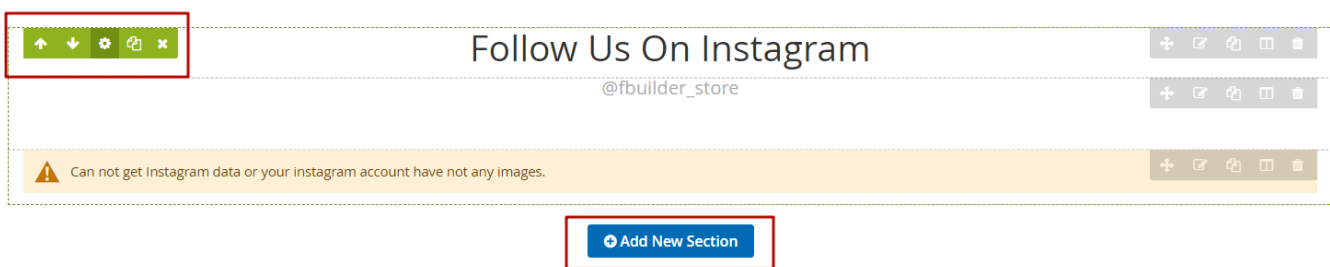 Follow Us On Instagram
@fbuilder_store
Can not get Instagram data or your instagram account have not any images.
Add New Section